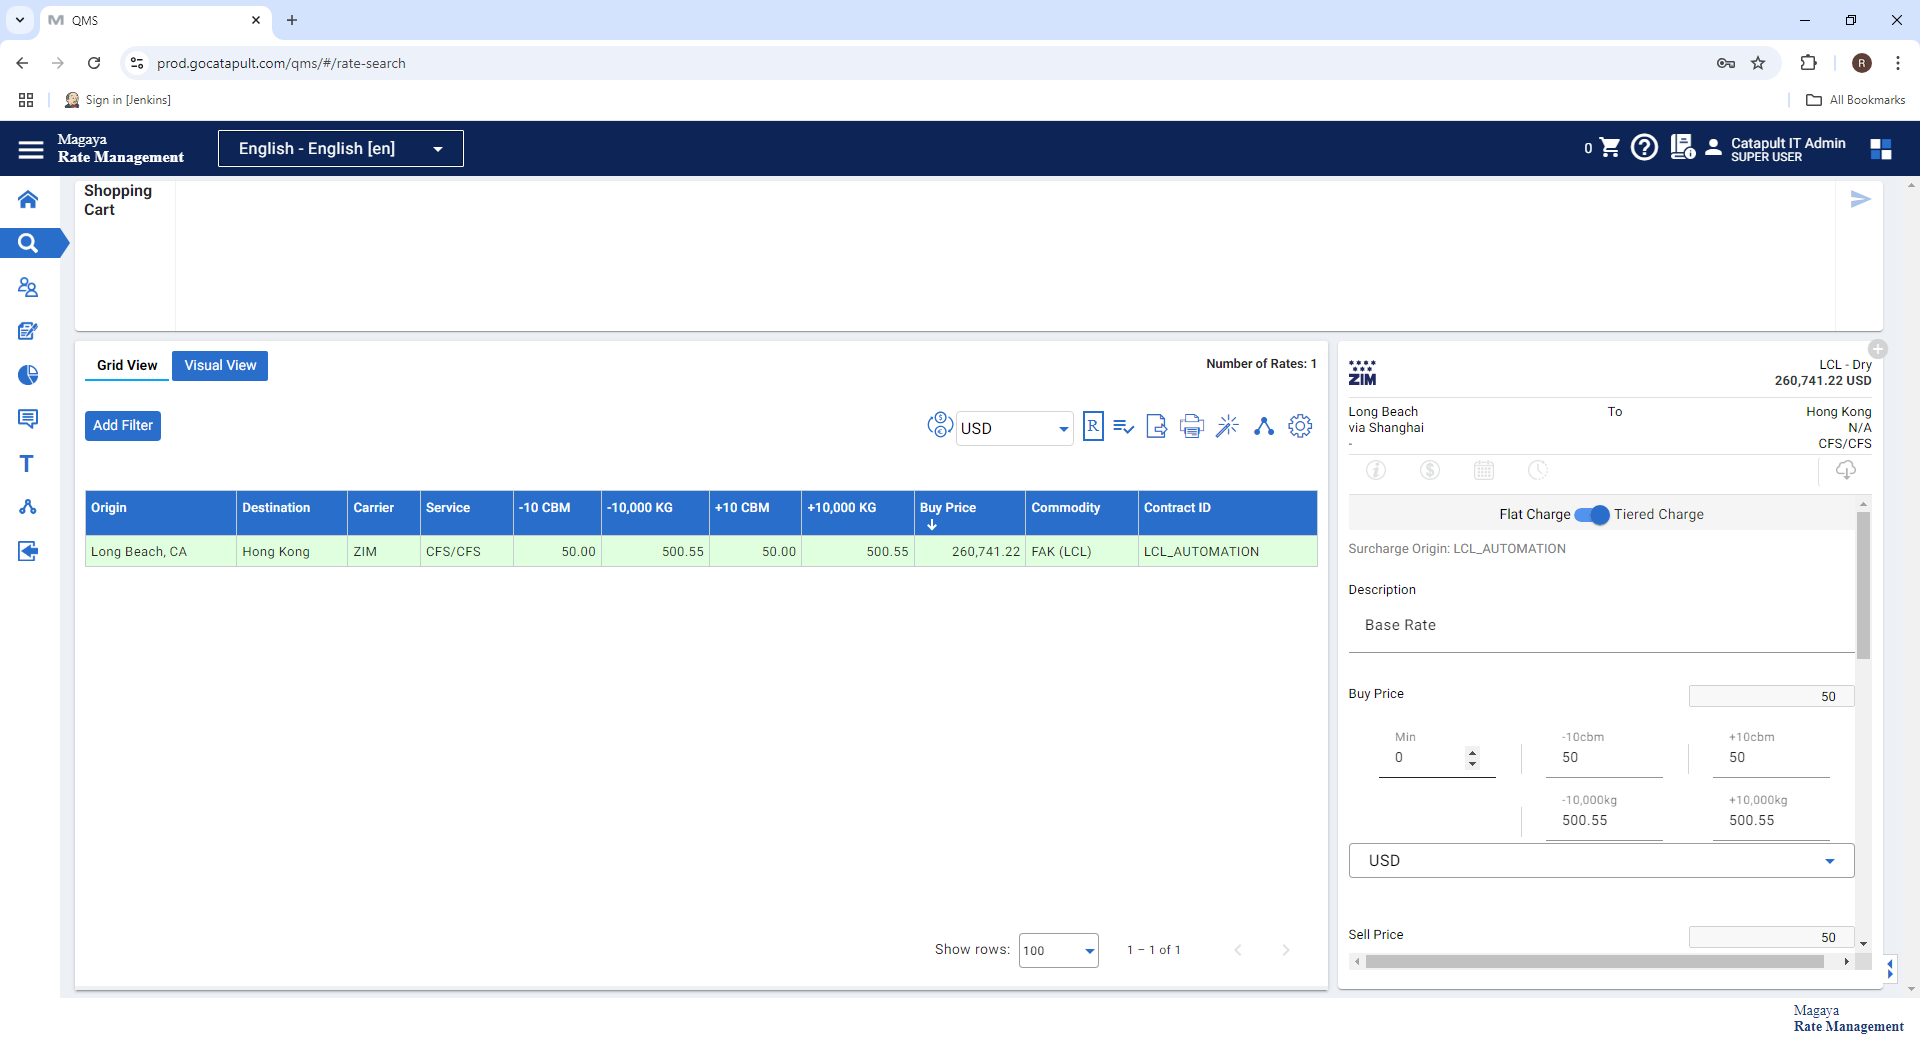 QMS
prod.gocatapult.com/qms/#/rate-search
R
Sign in [Jenkins]
All Bookmarks
Magaya
Rate Management
English - English [en]
0
Catapult IT Admin
SUPER USER
Shopping
Cart
Grid View
Visual View
Number of Rates: 1
Add Filter
USD
R
Origin
Destination
Carrier
Service
-10 CBM
-10,000 KG
+10 CBM
+10,000 KG
Buy Price
Commodity
Contract ID
Long Beach, CA
Hong Kong
ZIM
CFS/CFS
50.00
500.55
50.00
500.55
260,741.22
FAK (LCL)
LCL_AUTOMATION
Show rows:
100
1 – 1 of 1
ZIM
LCL - Dry
260,741.22 USD
Long Beach
To
Hong Kong
via Shanghai
N/A
-
CFS/CFS
Flat Charge
Tiered Charge
Surcharge Origin: LCL_AUTOMATION
Description
Base Rate
Buy Price
50
Min
0
-10cbm
50
+10cbm
50
-10,000kg
500.55
+10,000kg
500.55
USD
Sell Price
50
Magaya
Rate Management